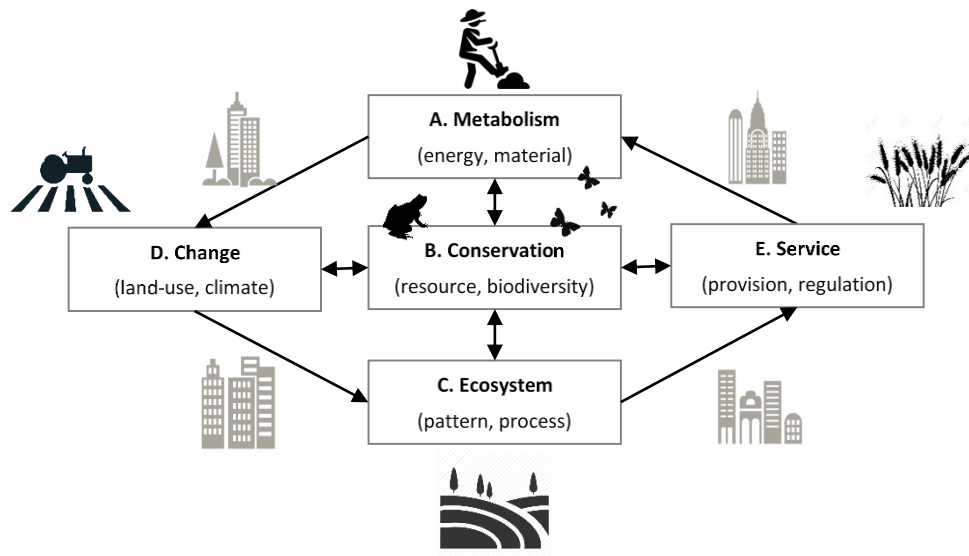 A. Metabolism
(energy, material)
D. Change
(land-use, climate)
B. Conservation
(resource, biodiversity)
E. Service
(provision, regulation)
C. Ecosystem
(pattern, process)